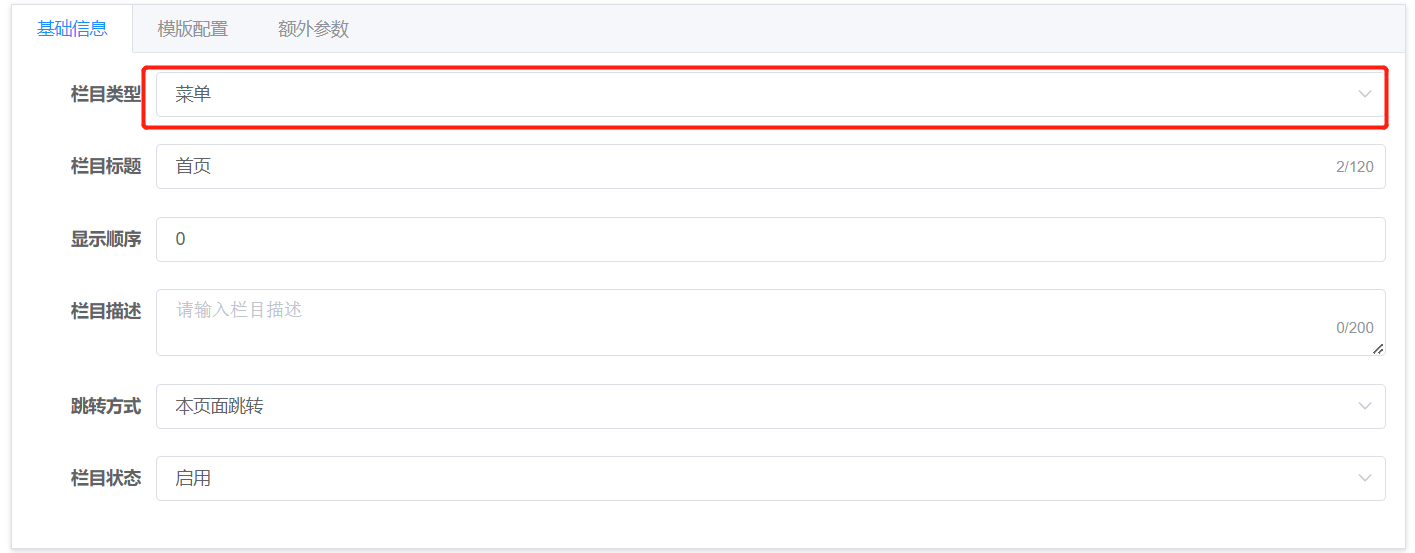 基础信息 模版配置 额外参数
栏目类型 菜单
栏目标题 首页 2/120
显示顺序 0
栏目描述 请输入栏目描述 0/200
跳转方式 本页面跳转
栏目状态 启用